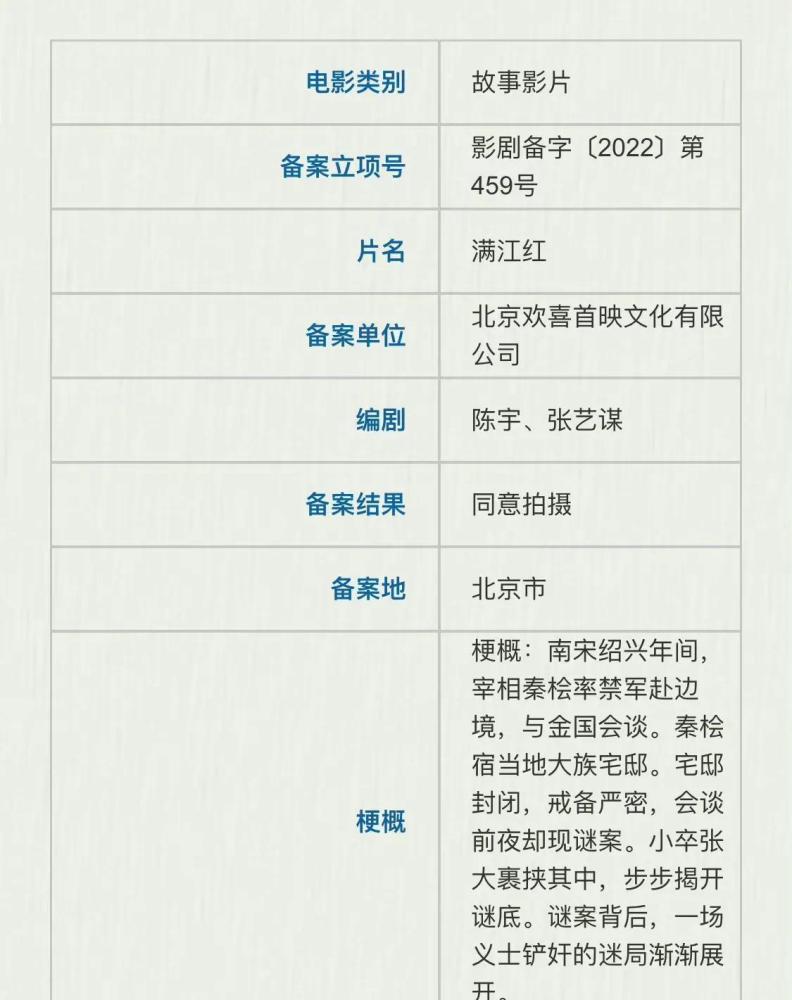 电影类别
故事影片
备案立项号
影剧备字〔2022〕第
459号
片名
满江红
备案单位
北京欢喜首映文化有限
公司
编剧
陈宇、张艺谋
备案结果
同意拍摄
备案地
北京市
梗概
梗概：南宋绍兴年间，
宰相秦桧率禁军赴边
境，与金国会谈。秦桧
宿当地大族宅邸。宅邸
封闭，戒备严密，会谈
前夜却现谜案。小卒张
大裹挟其中，步步揭开
谜底。谜案背后，一场
义士铲奸的迷局渐渐展
开。